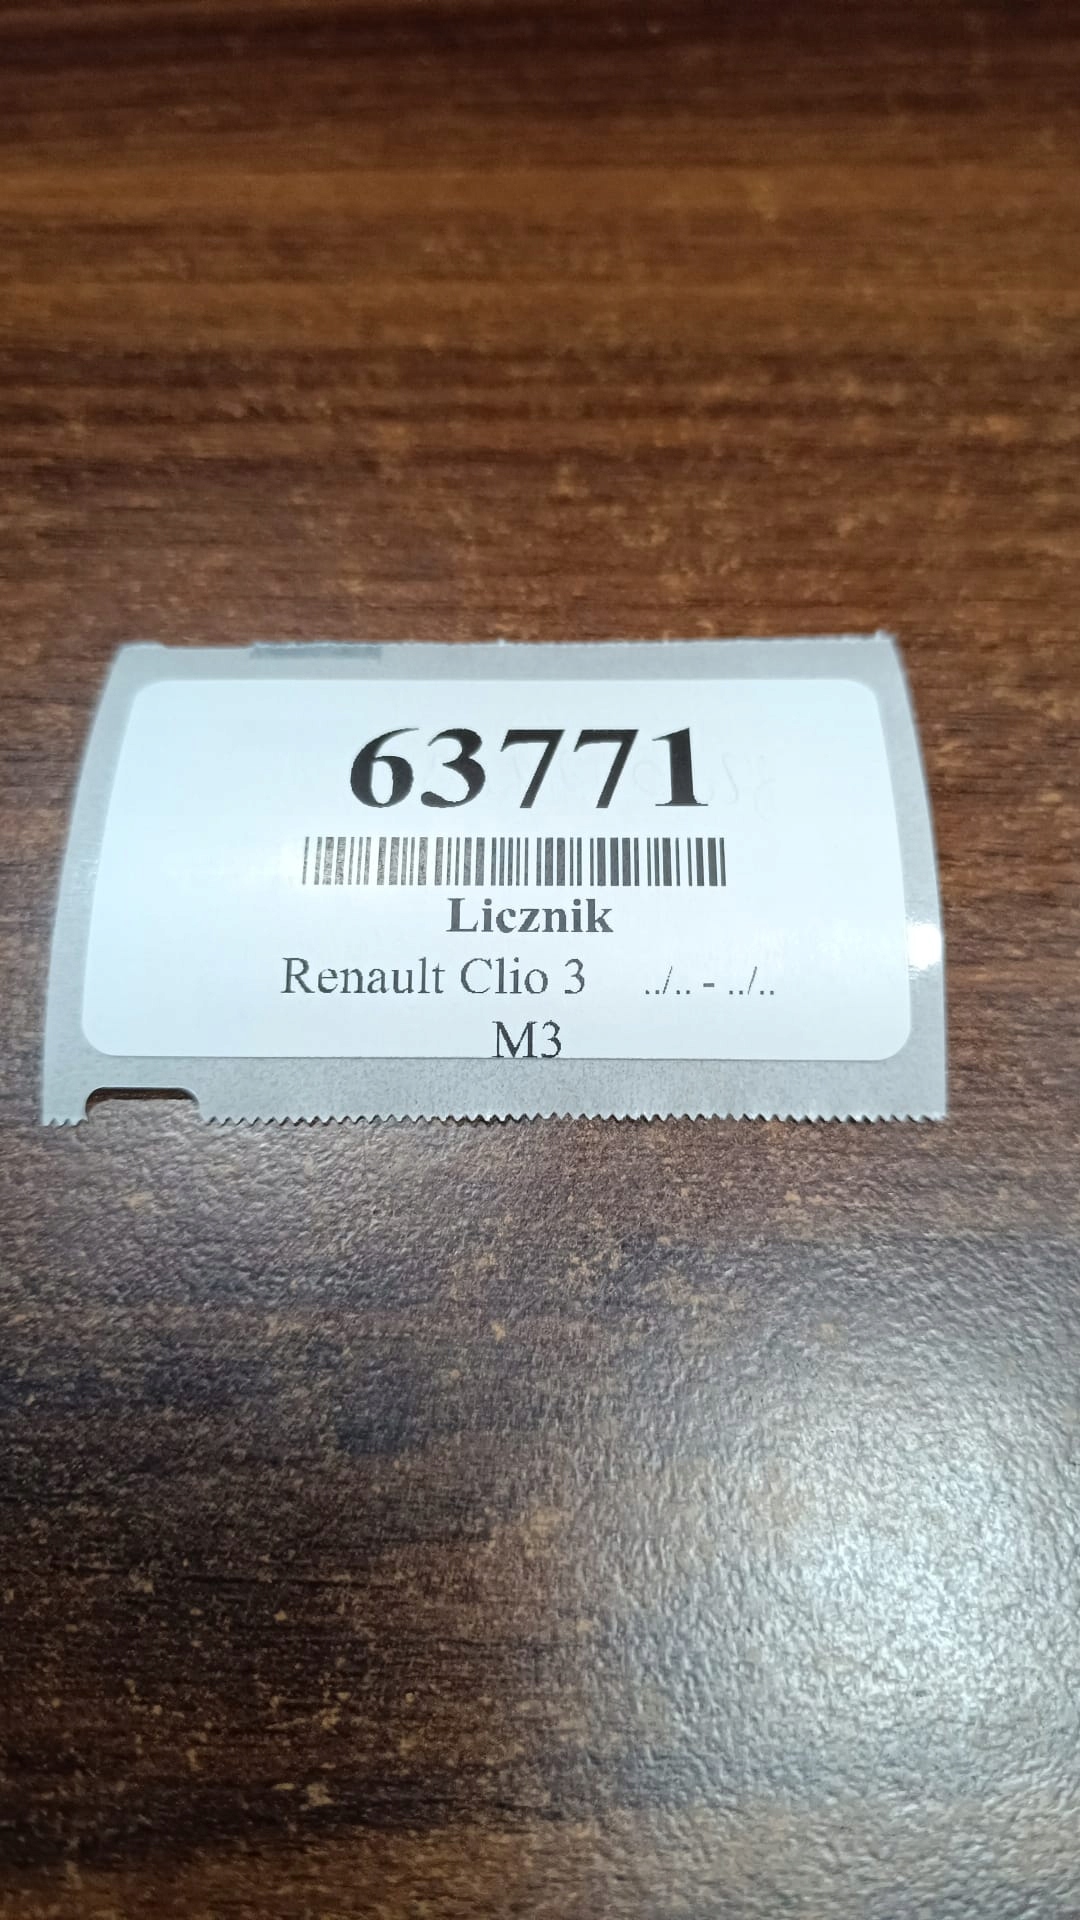 63771
Licznik
Renault Clio 3 ../.. - ../..
M3